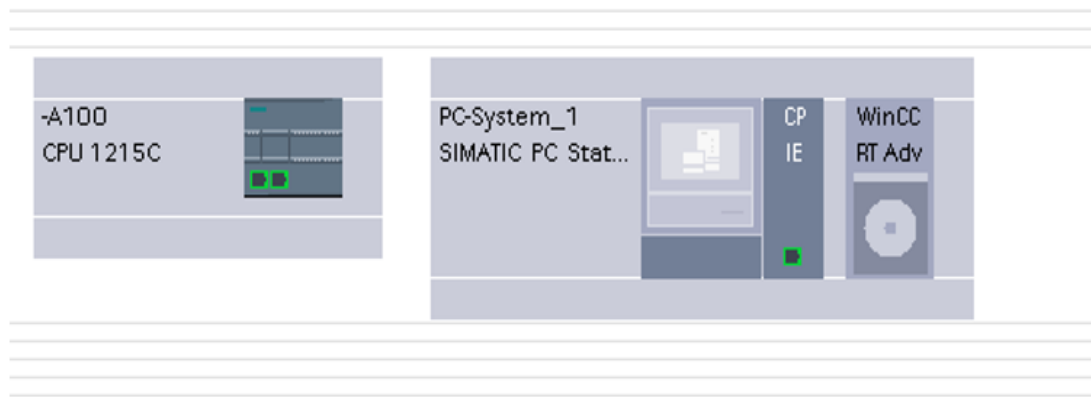 -A100
CPU 1215C
PC-System_1
SIMATIC PC Stat...
CP
IE
WinCC
RT Adv